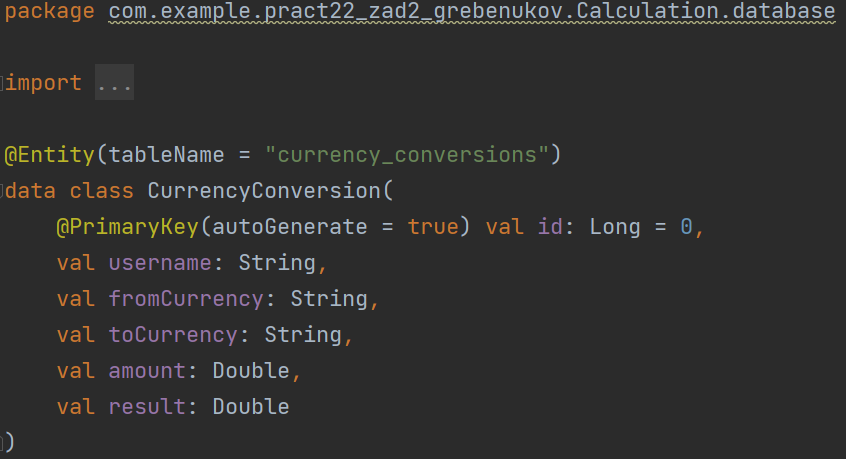 package com.example.pract22_zad2_grebenukov.Calculation.database
import ...
@Entity(tableName = "currency_conversions")
data class CurrencyConversion(
    @PrimaryKey(autoGenerate = true) val id: Long = 0,
    val username: String,
    val fromCurrency: String,
    val toCurrency: String,
    val amount: Double,
    val result: Double
)